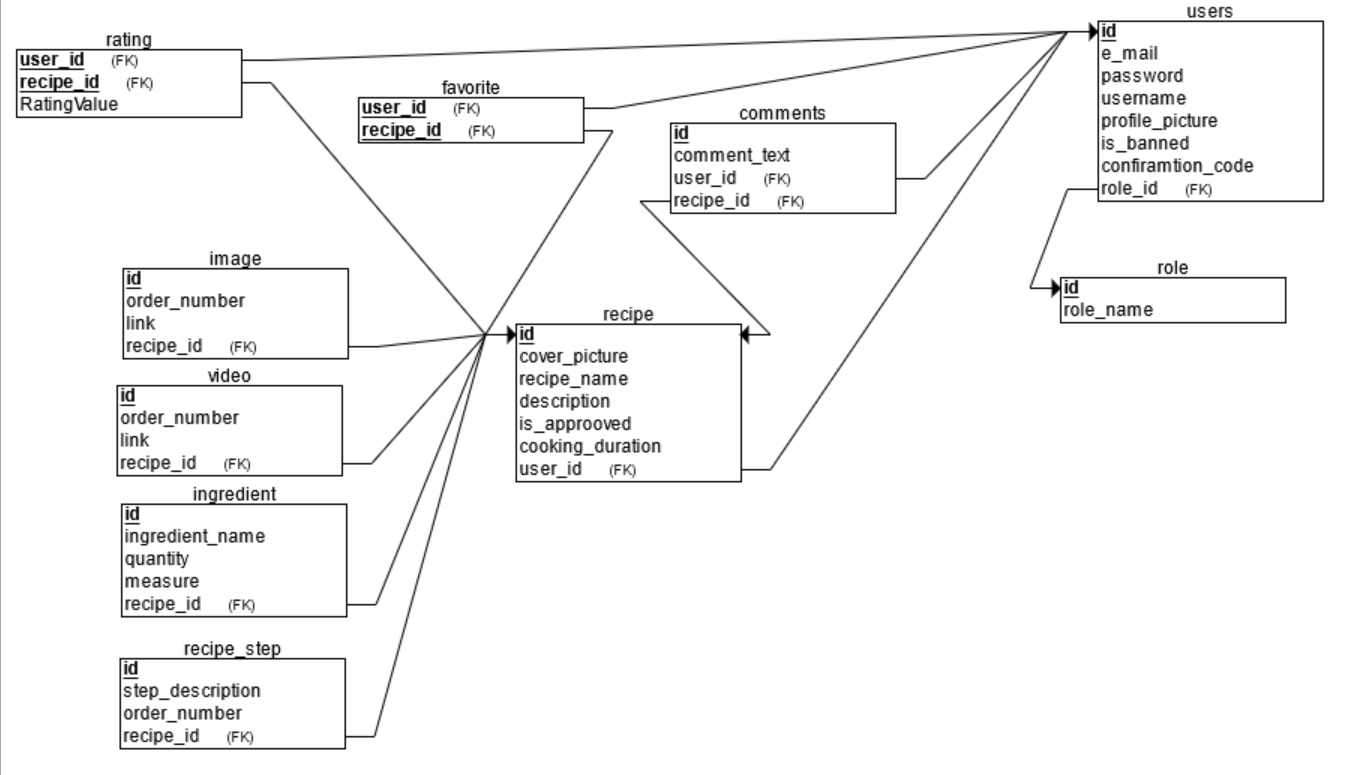 rating
user_id (FK)
recipe_id (FK)
RatingValue
favorite
user_id (FK)
recipe_id (FK)
comments
id
comment_text
user_id (FK)
recipe_id (FK)
users
id
e_mail
password
username
profile_picture
is_banned
confiramtion_code
role_id (FK)
role
id
role_name
image
id
order_number
link
recipe_id (FK)
video
id
order_number
link
recipe_id (FK)
ingredient
id
ingredient_name
quantity
measure
recipe_id (FK)
recipe_step
id
step_description
order_number
recipe_id (FK)
recipe
id
cover_picture
recipe_name
description
is_approoved
cooking_duration
user_id (FK)